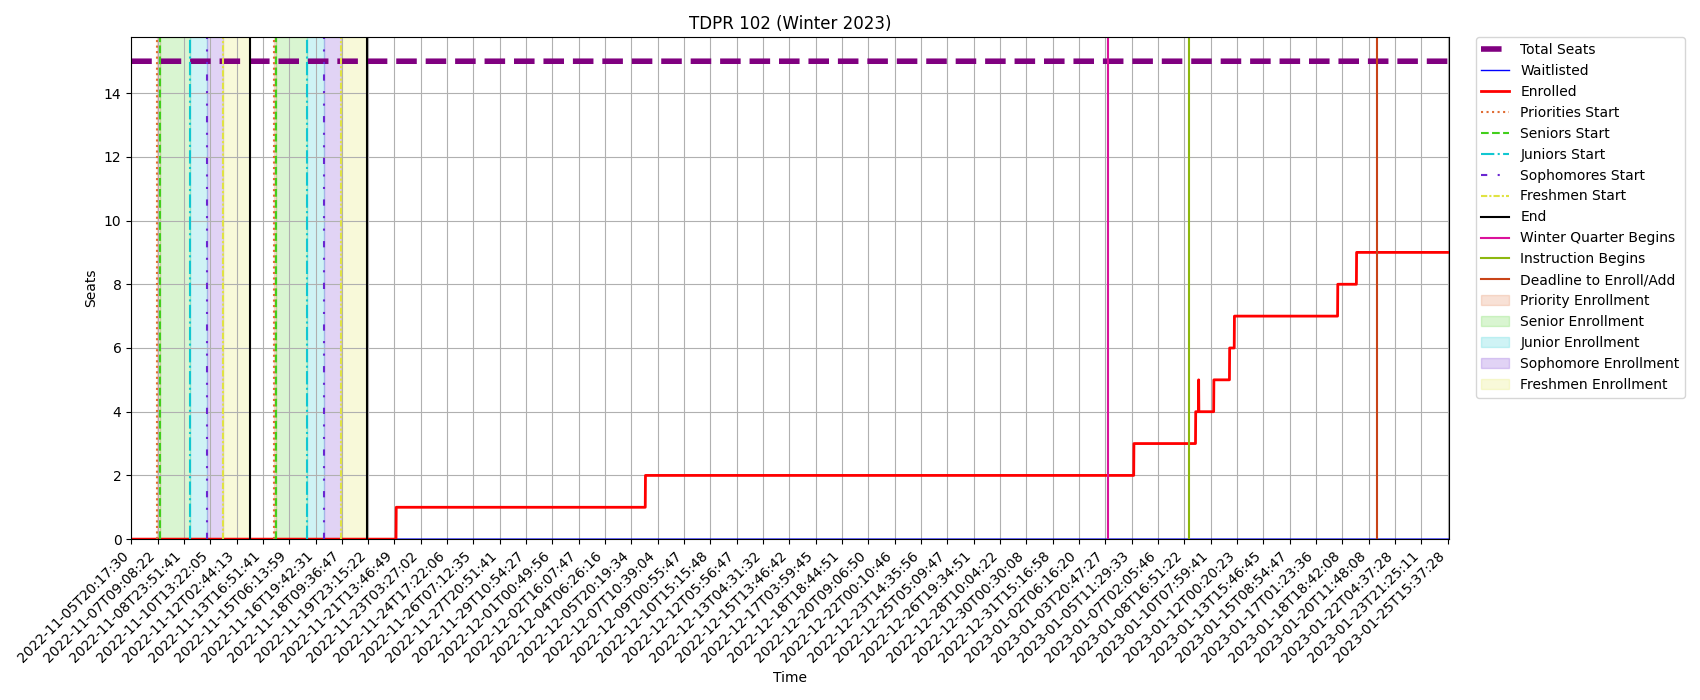 TDPR 102 (Winter 2023)
Seats
14
12
10
8
6
4
2
0
2022-11-05T20:17:30
2022-11-07T09:08:22
2022-11-08T23:51:41
2022-11-10T13:22:05
2022-11-12T02:44:13
2022-11-13T16:51:41
2022-11-15T06:13:59
2022-11-16T19:42:31
2022-11-18T09:36:47
2022-11-19T23:15:22
2022-11-21T13:46:49
2022-11-23T03:27:02
2022-11-24T17:22:06
2022-11-26T07:12:35
2022-11-27T20:51:41
2022-11-29T10:54:27
2022-12-01T00:49:56
2022-12-02T16:07:47
2022-12-04T06:26:16
2022-12-05T20:19:34
2022-12-07T10:39:04
2022-12-09T00:55:47
2022-12-10T15:15:48
2022-12-12T05:56:47
2022-12-13T04:31:32
2022-12-15T13:46:42
2022-12-17T03:59:45
2022-12-18T18:44:51
2022-12-20T09:06:50
2022-12-22T00:10:46
2022-12-23T14:35:56
2022-12-25T05:09:47
2022-12-26T19:34:51
2022-12-28T10:04:22
2022-12-30T00:30:08
2022-12-31T15:16:58
2023-01-02T06:16:20
2023-01-03T20:47:27
2023-01-05T11:29:33
2023-01-07T02:05:46
2023-01-08T16:51:22
2023-01-10T07:59:41
2023-01-12T00:20:23
2023-01-13T15:46:45
2023-01-15T08:54:47
2023-01-17T01:23:36
2023-01-18T18:42:08
2023-01-20T11:48:08
2023-01-22T04:37:28
2023-01-23T21:25:11
2023-01-25T15:37:28
Time
Total Seats
Waitlisted
Enrolled
Priorities Start
Seniors Start
Juniors Start
Sophomores Start
Freshmen Start
End
Winter Quarter Begins
Instruction Begins
Deadline to Enroll/Add
Priority Enrollment
Senior Enrollment
Junior Enrollment
Sophomore Enrollment
Freshmen Enrollment